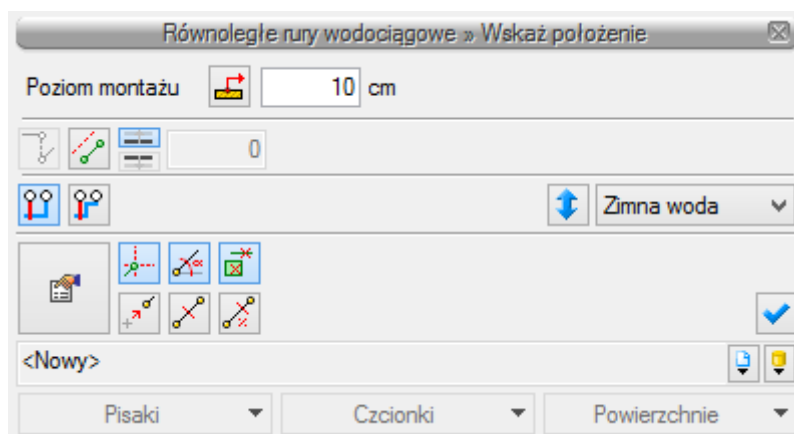 Równoległe rury wodociągowe » Wskaż położenie
Poziom montażu 10 cm
0
Zimna woda
<Nowy>
Pisaki Czcionki Powierzchnie